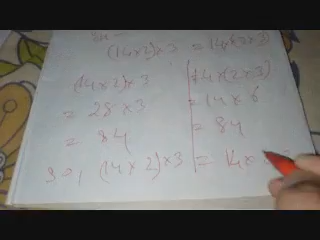 (14×2)×3 = 14×(2×3)
(14×2)×3 14×(2×3)
= 28×3 = 14×6
= 84 = 84
So, (14×2)×3 = 14×